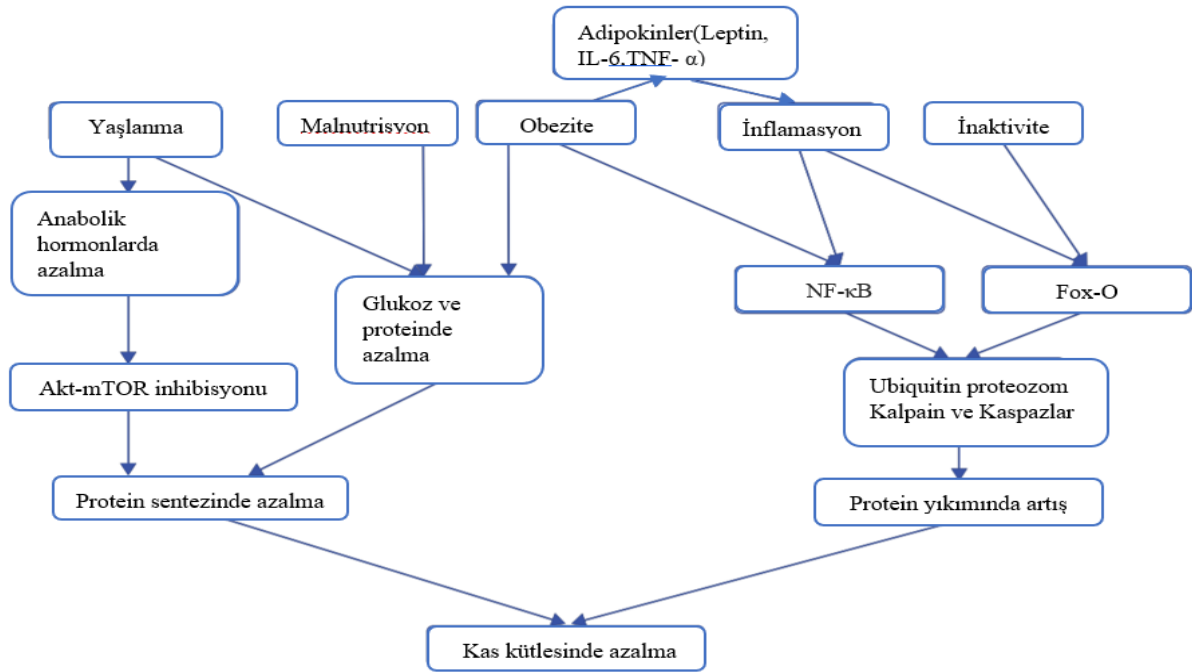 Adipokinler(Leptin,
IL-6.TNF- α)
Yaşlanma
Malnutrisyon
Obezite
İnflamasyon
İnaktivite
Anabolik
hormonlarda
azalma
Glukoz ve
proteinde
azalma
NF-κB
Fox-O
Akt-mTOR inhibisyonu
Ubiquitin proteozom
Kalpain ve Kaspazlar
Protein sentezinde azalma
Protein yıkımında artış
Kas kütlesinde azalma